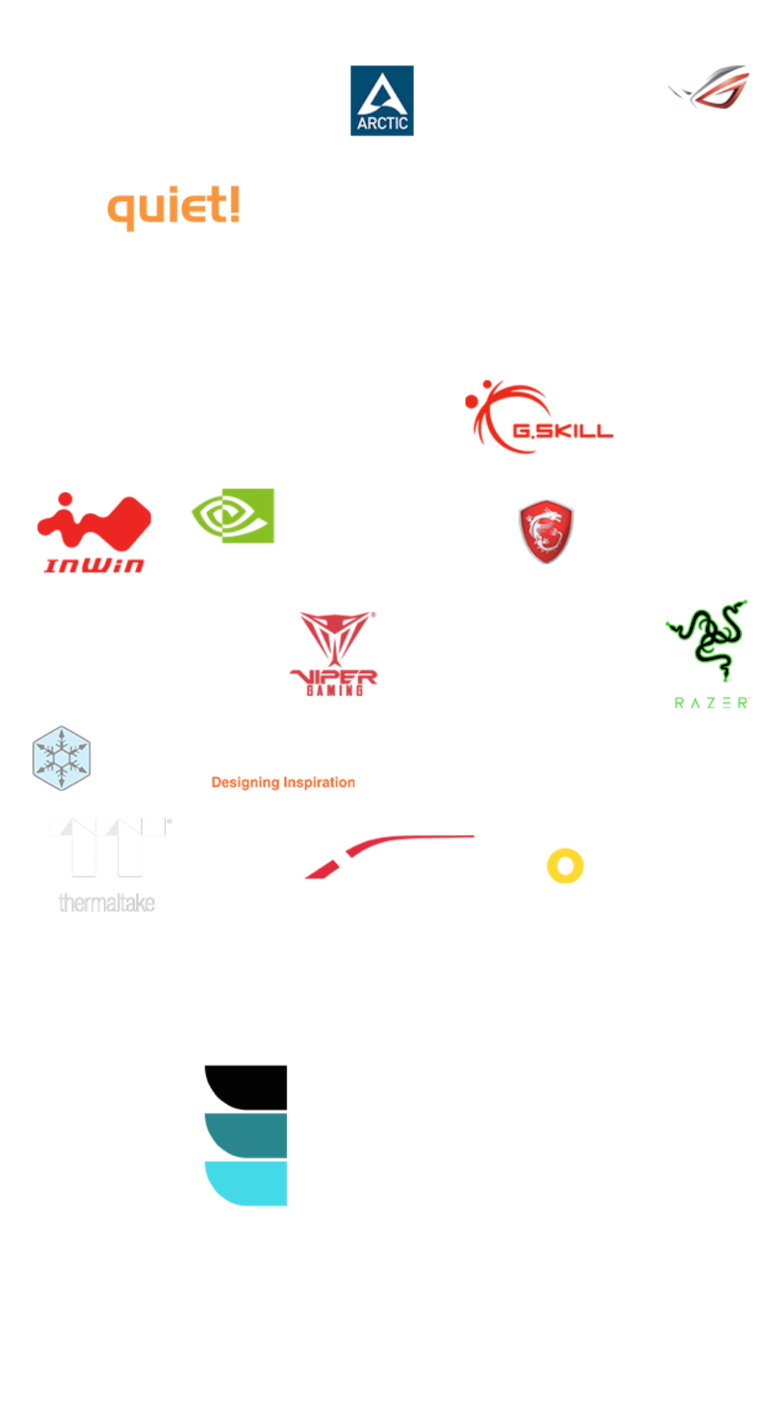 ARCTIC
quiet!
G.SKILL
InWin
VIPER
GAMING
RAZER
Designing Inspiration
thermaltake